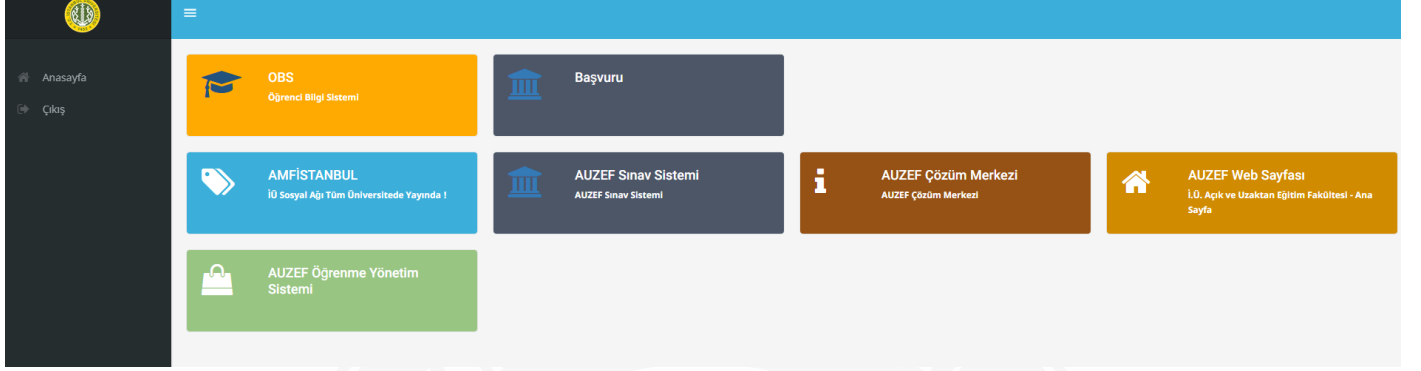 Anasayfa
Çıkış
OBS
Öğrenci Bilgi Sistemi
Başvuru
AMFİSTANBUL
İÜ Sosyal Ağı Tüm Üniversitede Yayında !
AUZEF Sınav Sistemi
AUZEF Sınav Sistemi
AUZEF Çözüm Merkezi
AUZEF Çözüm Merkezi
AUZEF Web Sayfası
İ.Ü. Açık ve Uzaktan Eğitim Fakültesi - Ana
Sayfa
AUZEF Öğrenme Yönetim
Sistemi